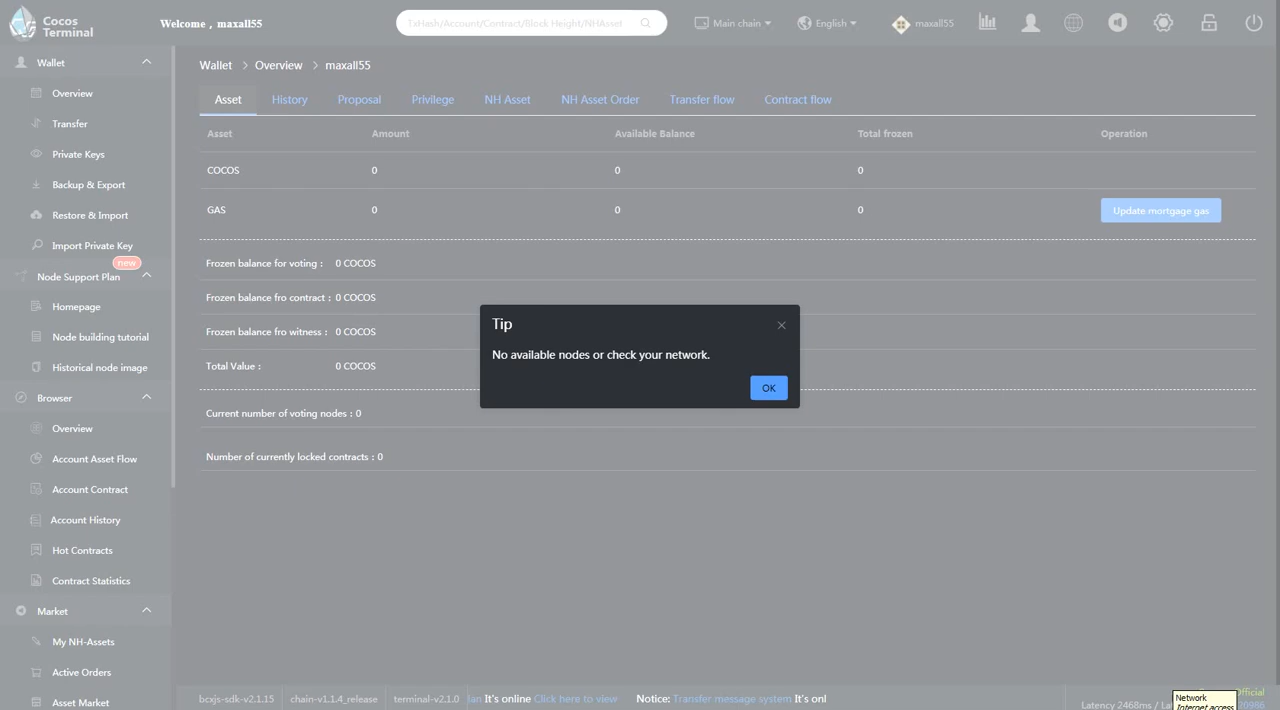 Cocos
Terminal
Welcome , maxall55
TxHash/Account/Contract/Block Height/NHAsset
Main chain
English
maxall55
Wallet
Overview
Transfer
Private Keys
Backup & Export
Restore & Import
Import Private Key
new
Node Support Plan
Homepage
Node building tutorial
Historical node image
Browser
Overview
Account Asset Flow
Account Contract
Account History
Hot Contracts
Contract Statistics
Market
My NH-Assets
Active Orders
Asset Market
Wallet > Overview > maxall55
Asset History Proposal Privilege NH Asset NH Asset Order Transfer flow Contract flow
Asset Amount Available Balance Total frozen Operation
COCOS 0 0 0
GAS 0 0 0 Update mortgage gas
Frozen balance for voting : 0 COCOS
Frozen balance fro contract : 0 COCOS
Frozen balance fro witness : 0 COCOS
Total Value : 0 COCOS
Current number of voting nodes : 0
Number of currently locked contracts : 0
Tip
No available nodes or check your network.
OK
bcxjs-sdk-v2.1.15 chain-v1.1.4_release terminal-v2.1.0 lan It's online Click here to view Notice: Transfer message system It's onl
Official
Latency 2468ms /
Network
Internet access